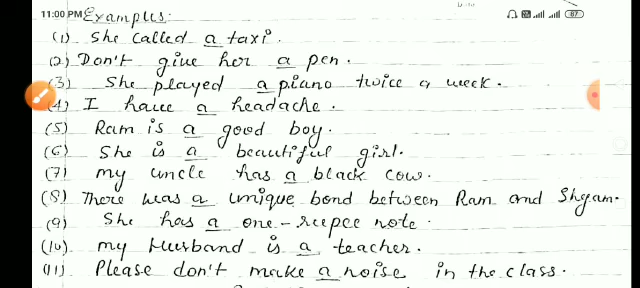 11:00 PM Examples: 87
(1) She called a taxi.
(2) Don't give her a pen.
(3) She played a piano twice a week.
(4) I have a headache.
(5) Ram is a good boy.
(6) She is a beautiful girl.
(7) my uncle has a black cow.
(8) There was a unique bond between Ram and Shyam.
(9) She has a one-rupee note.
(10) my Husband is a teacher.
(11) Please don't make a noise in the class.